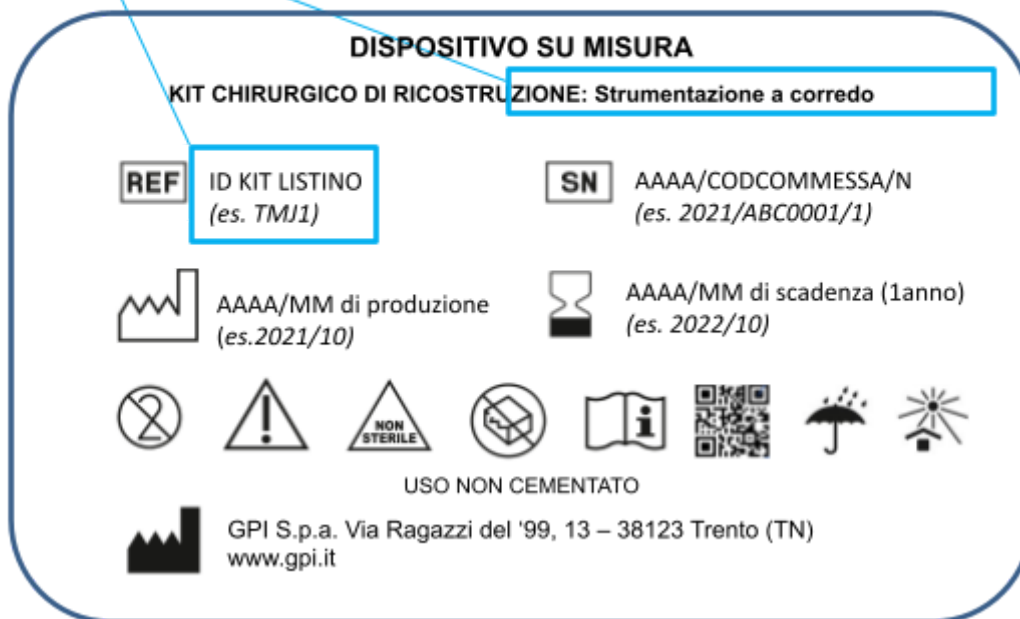 DISPOSITIVO SU MISURA
KIT CHIRURGICO DI RICOSTRUZIONE: Strumentazione a corredo
REF ID KIT LISTINO
(es. TMJ1)
SN AAAA/CODCOMMESSA/N
(es. 2021/ABC0001/1)
AAAA/MM di produzione
(es.2021/10)
AAAA/MM di scadenza (1anno)
(es. 2022/10)
2
!
NON
STERILE
i
USO NON CEMENTATO
GPI S.p.a. Via Ragazzi del '99, 13 – 38123 Trento (TN)
www.gpi.it